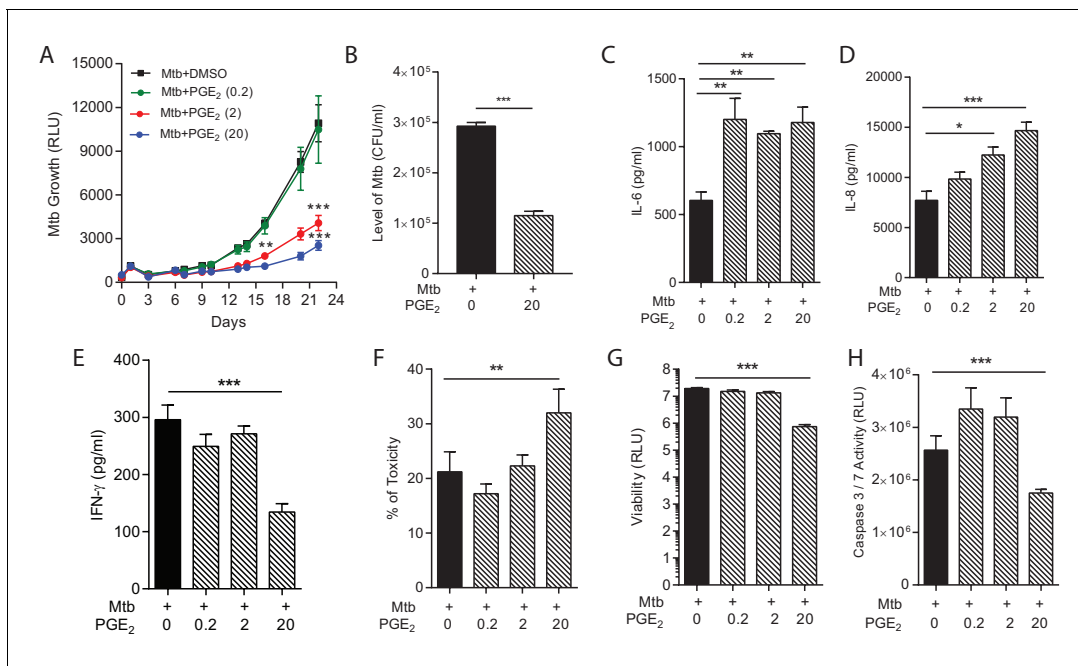 A
Mtb+DMSO
Mtb+PGE₂ (0.2)
Mtb+PGE₂ (2)
Mtb+PGE₂ (20)
Mtb Growth (RLU)
15000
12000
9000
6000
3000
0
***
***
**
0 3 6 9 12 15 18 21 24
Days
B
Level of Mtb (CFU/ml)
4×10⁵
3×10⁵
2×10⁵
1×10⁵
0
***
Mtb + +
PGE₂ 0 20
C
IL-6 (pg/ml)
1500
1000
500
0
**
**
**
Mtb + + + +
PGE₂ 0 0.2 2 20
D
IL-8 (pg/ml)
20000
15000
10000
5000
0
***
*
Mtb + + + +
PGE₂ 0 0.2 2 20
E
IFN-γ (pg/ml)
400
300
200
100
0
***
Mtb + + + +
PGE₂ 0 0.2 2 20
F
% of Toxicity
40
30
20
10
0
**
Mtb + + + +
PGE₂ 0 0.2 2 20
G
Viability (RLU)
8
7
6
5
4
3
2
1
0
***
Mtb + + + +
PGE₂ 0 0.2 2 20
H
Caspase 3 / 7 Activity (RLU)
4×10⁶
3×10⁶
2×10⁶
1×10⁶
0
***
Mtb + + + +
PGE₂ 0 0.2 2 20